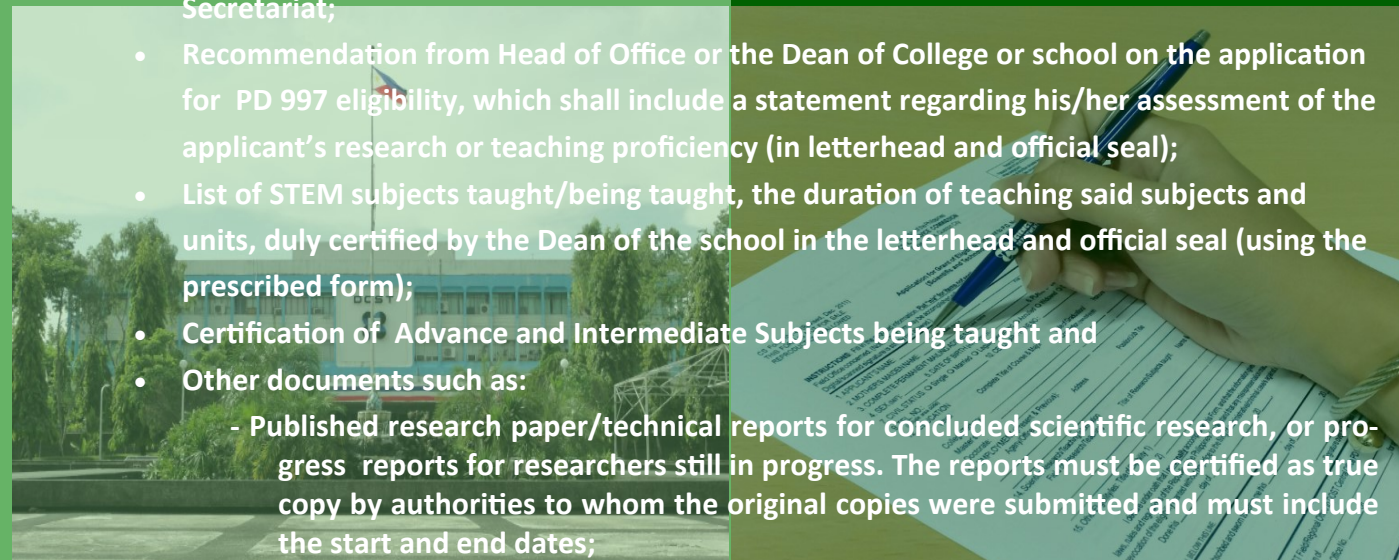 Secretariat;
• Recommendation from Head of Office or the Dean of College or school on the application
for PD 997 eligibility, which shall include a statement regarding his/her assessment of the
applicant's research or teaching proficiency (in letterhead and official seal);
• List of STEM subjects taught/being taught, the duration of teaching said subjects and
units, duly certified by the Dean of the school in the letterhead and official seal (using the
prescribed form);
• Certification of Advance and Intermediate Subjects being taught and
• Other documents such as:
- Published research paper/technical reports for concluded scientific research, or pro-
gress reports for researchers still in progress. The reports must be certified as true
copy by authorities to whom the original copies were submitted and must include
the start and end dates;